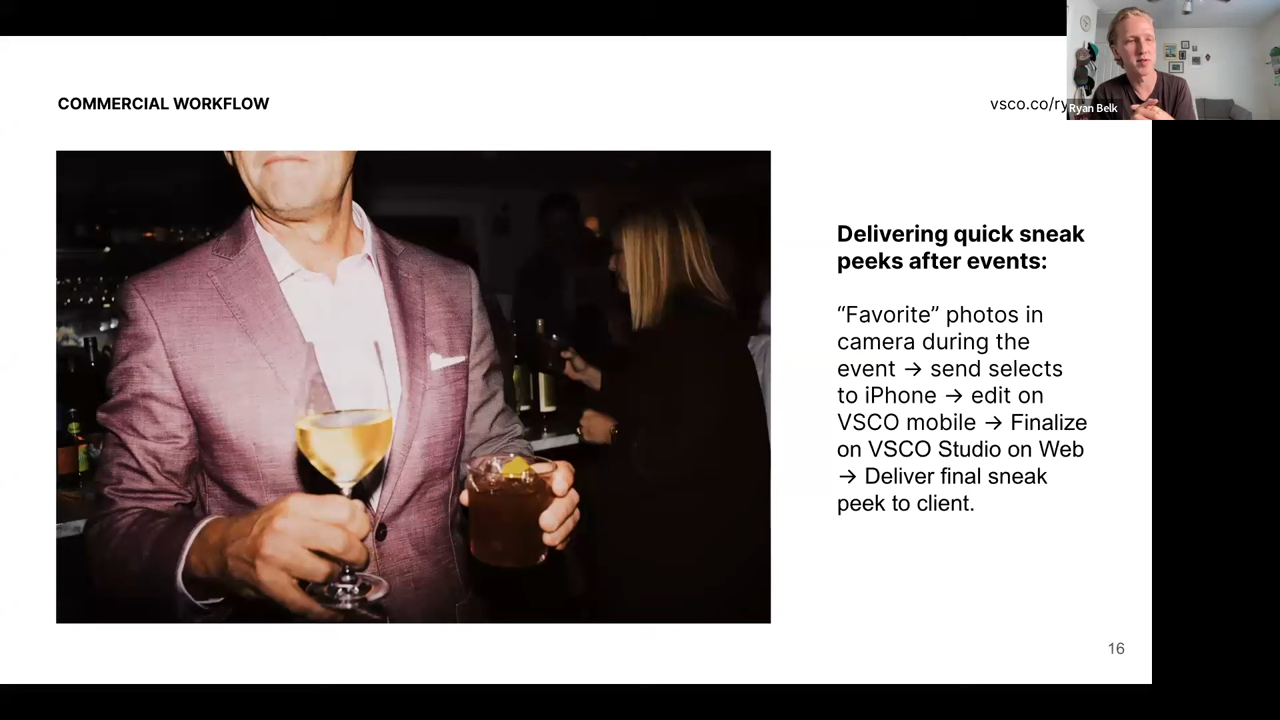 COMMERCIAL WORKFLOW
vsco.co/ry
Ryan Belk
Delivering quick sneak
peeks after events:
“Favorite” photos in
camera during the
event → send selects
to iPhone → edit on
VSCO mobile → Finalize
on VSCO Studio on Web
→ Deliver final sneak
peek to client.
16